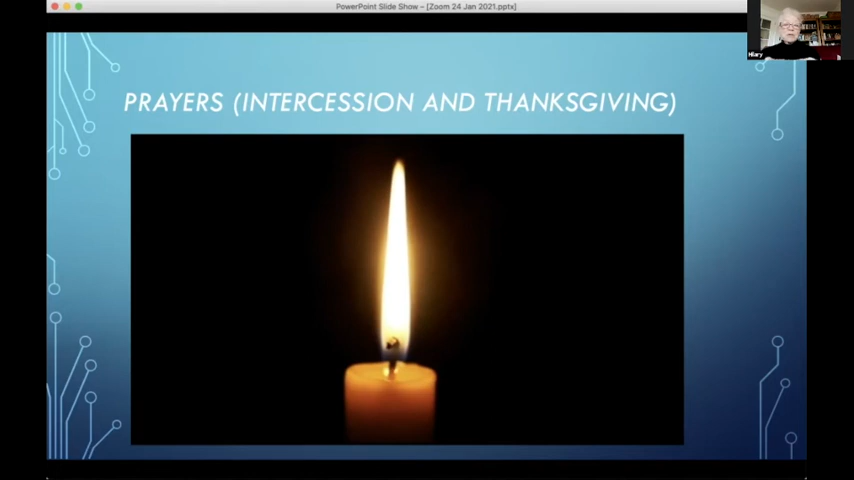 PowerPoint Slide Show – [Zoom 24 Jan 2021.pptx]
Hilary
PRAYERS (INTERCESSION AND THANKSGIVING)